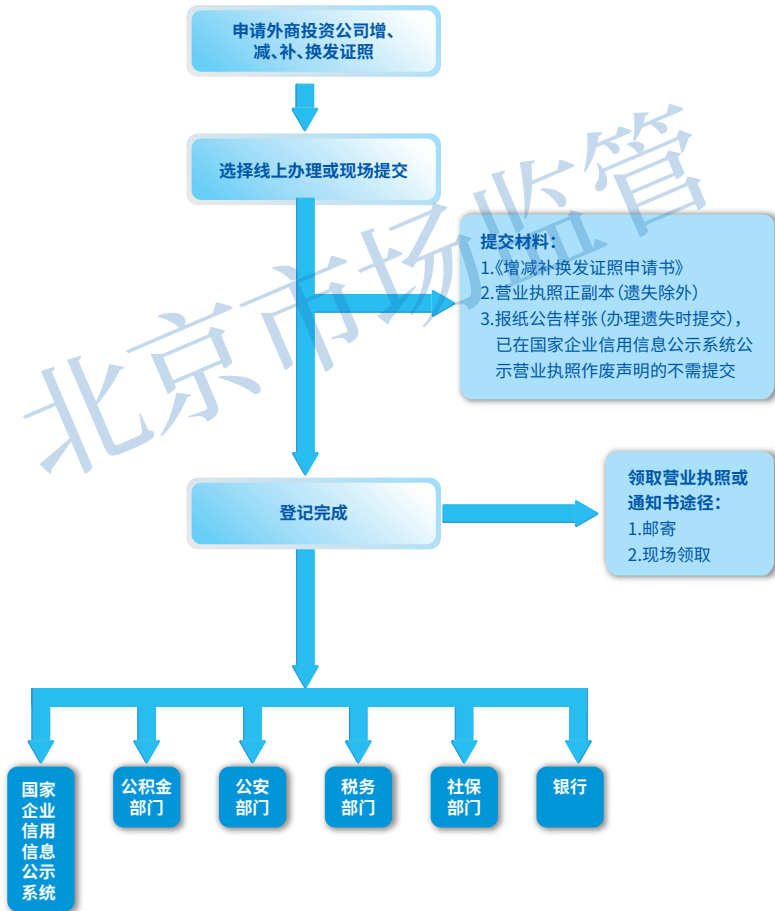 申请外商投资公司增、
减、补、换发证照
选择线上办理或现场提交
提交材料：
1.《增减补换发证照申请书》
2.营业执照正副本（遗失除外）
3.报纸公告样张（办理遗失时提交），
已在国家企业信用信息公示系统公
示营业执照作废声明的不需提交
登记完成
领取营业执照或
通知书途径：
1.邮寄
2.现场领取
国家
企业
信用
信息
公示
系统
公积金
部门
公安
部门
税务
部门
社保
部门
银行
北京市场监管